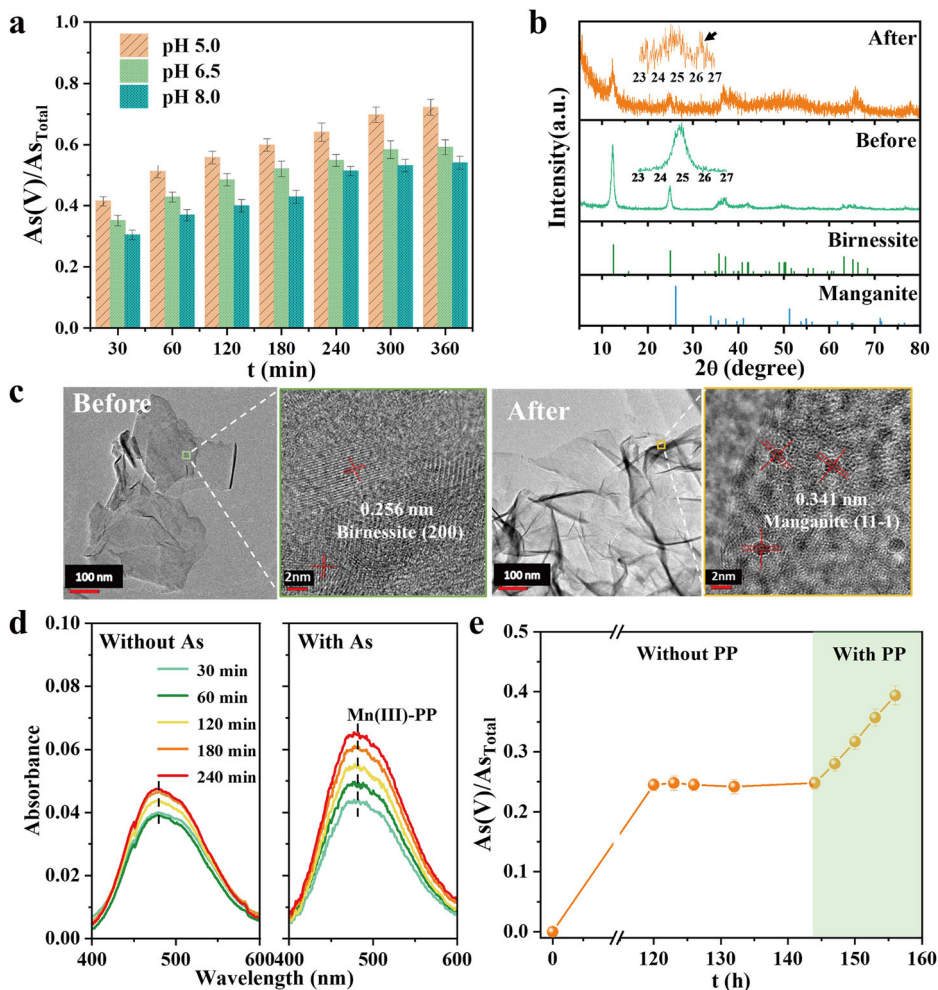 a
As(V)/As_Total
1.0
0.8
0.6
0.4
0.2
0.0
pH 5.0
pH 6.5
pH 8.0
30 60 120 180 240 300 360
t (min)
b
Intensity(a.u.)
After
23 24 25 26 27
Before
23 24 25 26 27
Birnessite
Manganite
10 20 30 40 50 60 70 80
2θ (degree)
c
Before
100 nm
0.256 nm
Birnessite (200)
2nm
After
100 nm
0.341 nm
Manganite (11-1)
2nm
d
Absorbance
0.10
0.08
0.06
0.04
0.02
0.00
Without As
30 min
60 min
120 min
180 min
240 min
With As
Mn(III)-PP
400 500 600 400 500 600
Wavelength (nm)
e
As(V)/As_Total
0.5
0.4
0.3
0.2
0.1
0.0
Without PP
With PP
0 120 130 140 150 160
t (h)